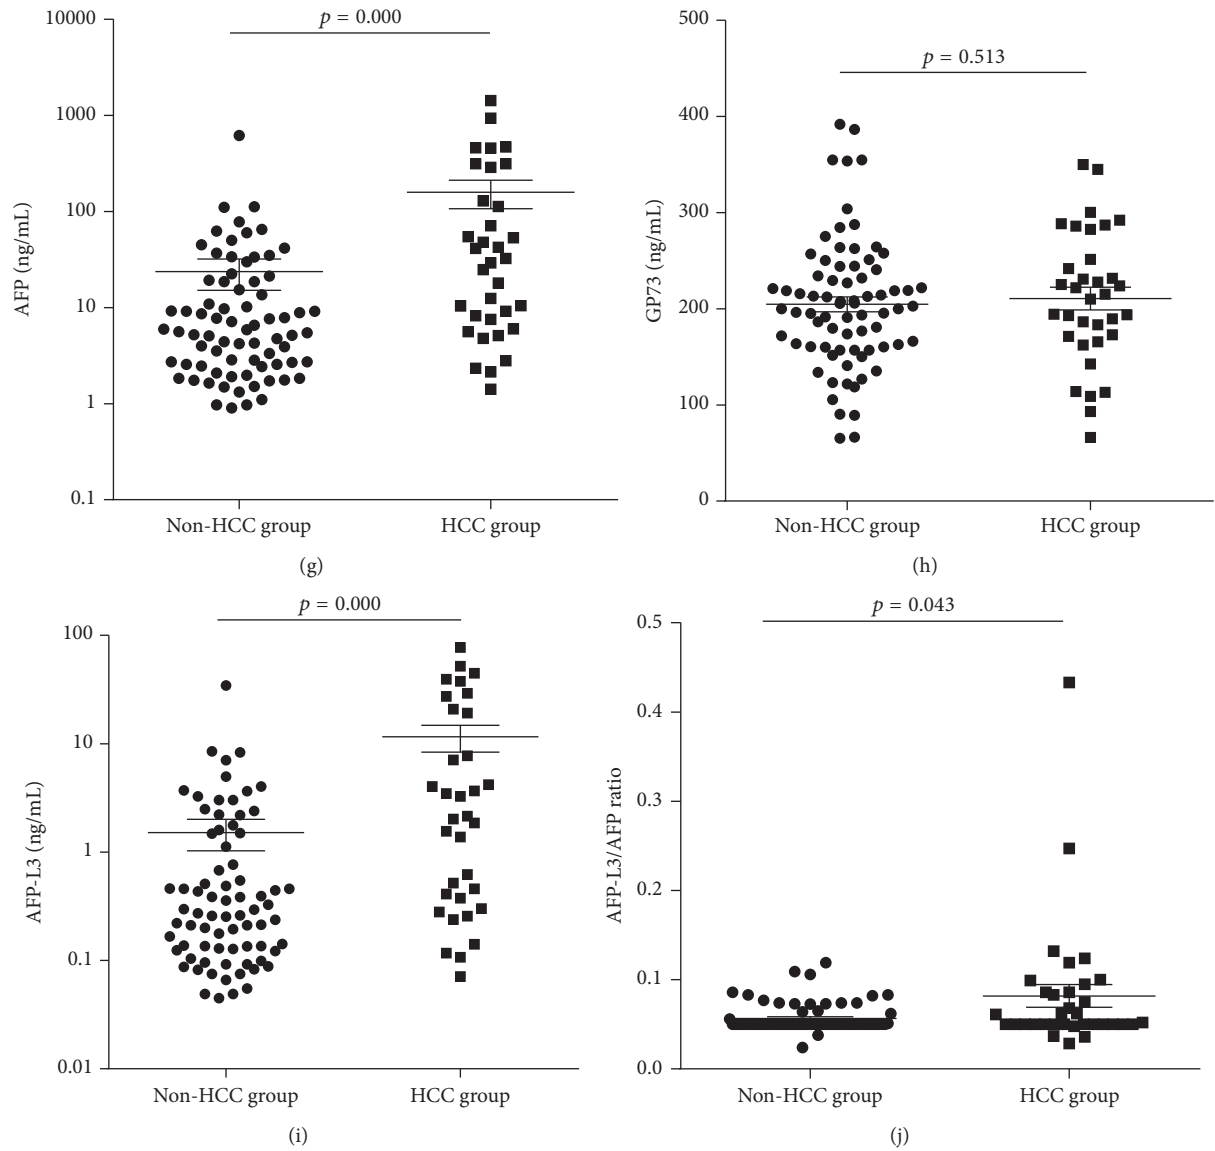 p = 0.000
10000
1000
100
10
1
0.1
AFP (ng/mL)
Non-HCC group
HCC group
(g)
p = 0.513
500
400
300
200
100
0
GP73 (ng/mL)
Non-HCC group
HCC group
(h)
p = 0.000
100
10
1
0.1
0.01
AFP-L3 (ng/mL)
Non-HCC group
HCC group
(i)
p = 0.043
0.5
0.4
0.3
0.2
0.1
0.0
AFP-L3/AFP ratio
Non-HCC group
HCC group
(j)